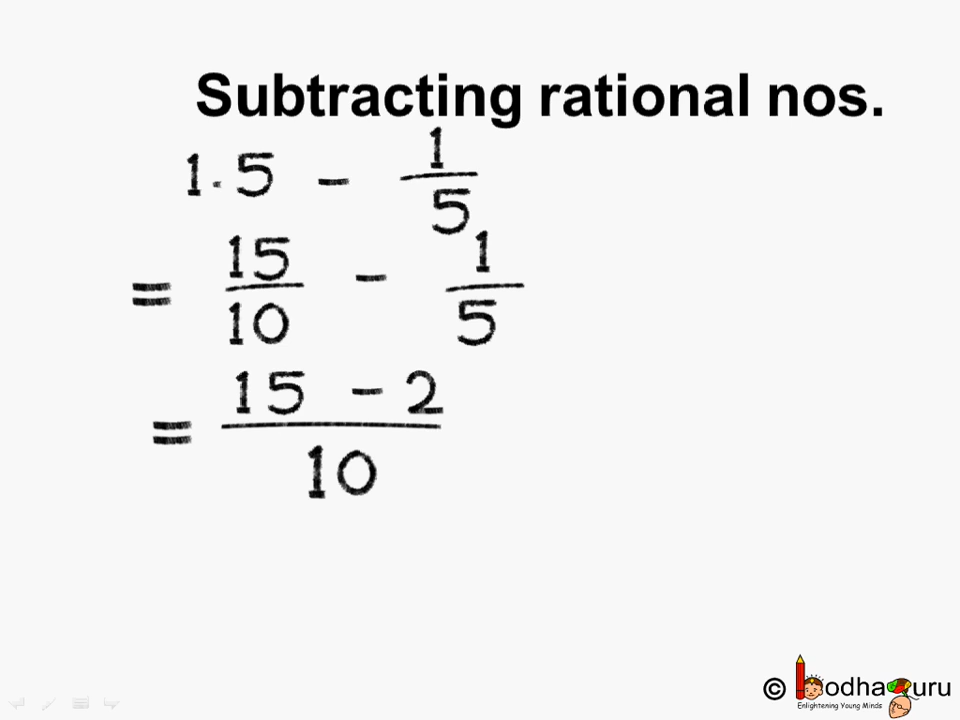 Subtracting rational nos.
1.5 - 1/5
= 15/10 - 1/5
= 15 - 2/10
© bodhaguru
Enlightening Young Minds